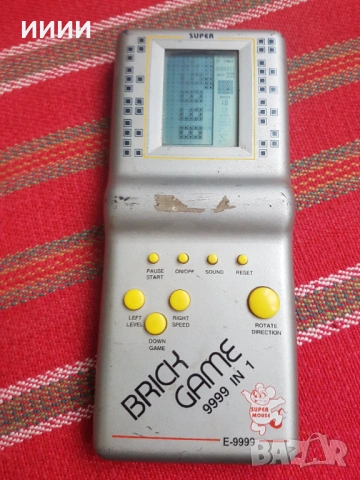 ииии
SUPER
PAUSE
START
ON/OFF
SOUND
RESET
LEFT
LEVEL
RIGHT
SPEED
ROTATE
DIRECTION
DOWN
GAME
BRICK
GAME
9999 IN 1
SUPER
MOUSE
E-9999
BAZAR